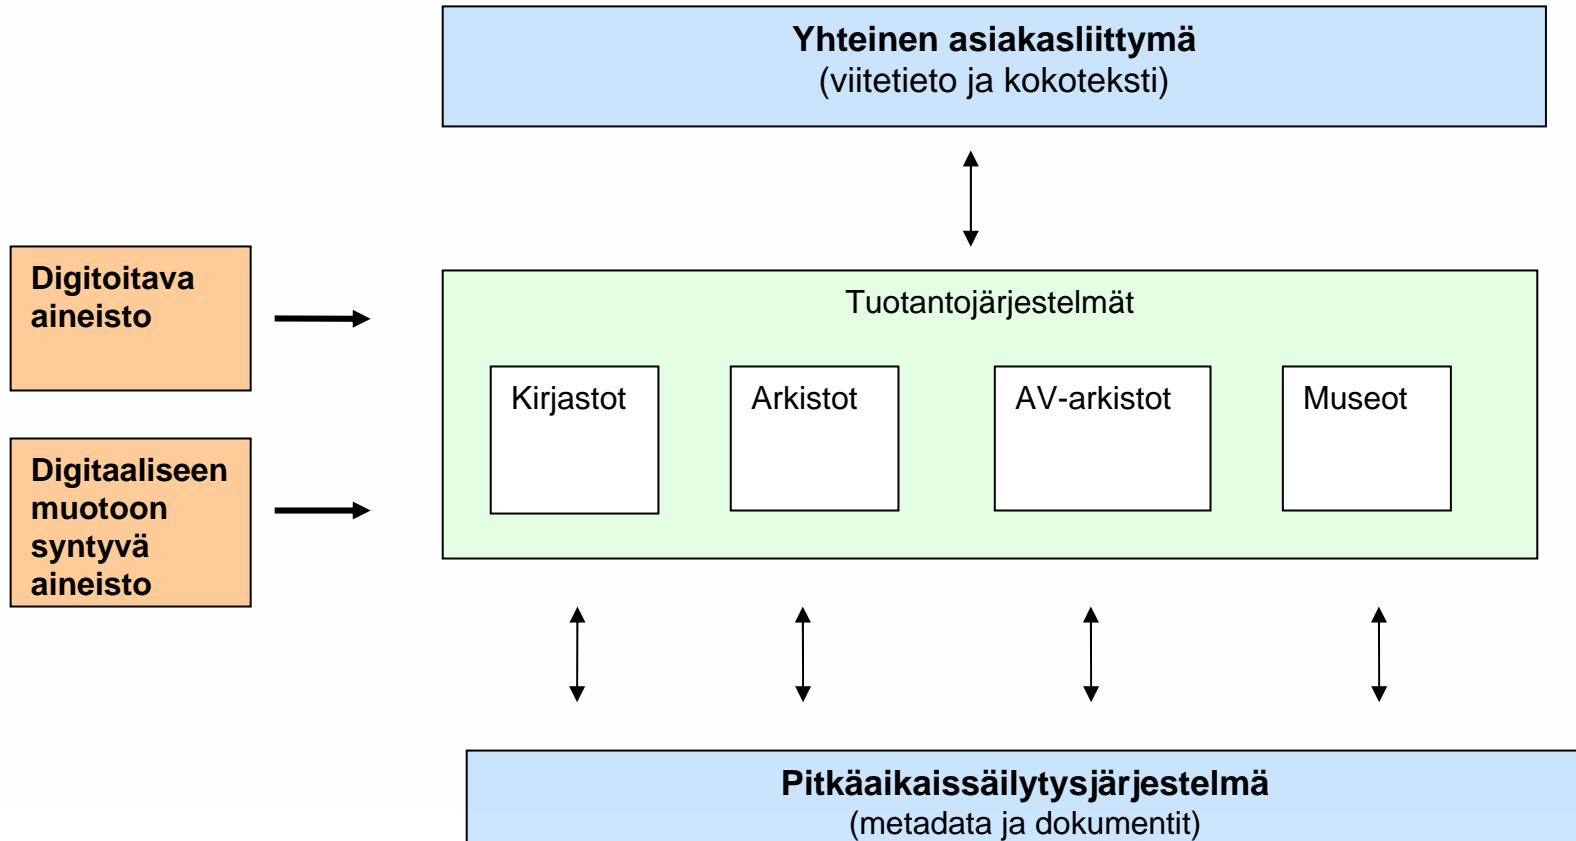 Yhteinen asiakasliittymä
(viitetieto ja kokoteksti)
Digitoitava
aineisto
Digitaaliseen
muotoon
syntyvä
aineisto
Tuotantojärjestelmät
Kirjastot
Arkistot
AV-arkistot
Museot
Pitkäaikaissäilytysjärjestelmä
(metadata ja dokumentit)